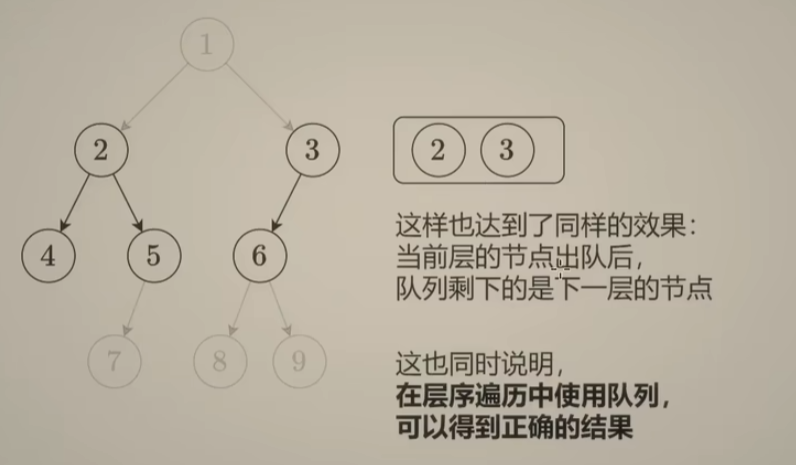 1
2
3
2 3
4
5
6
7
8
9
这样也达到了同样的效果：
当前层的节点出队后，
队列剩下的是下一层的节点
这也同时说明，
在层序遍历中使用队列，
可以得到正确的结果